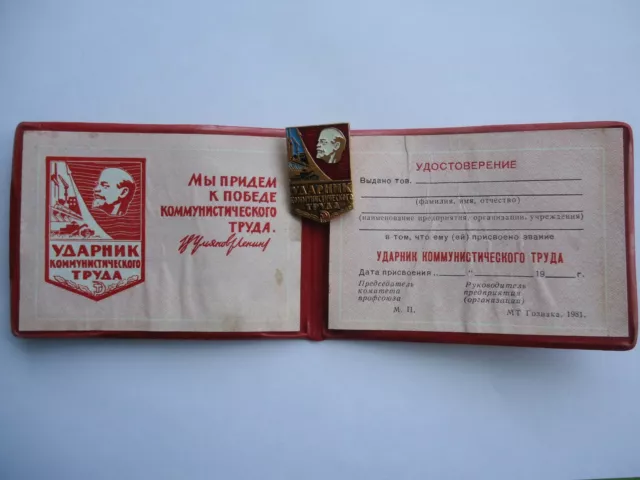 УДАРНИК
КОММУНИСТИЧЕСКОГО
ТРУДА
МЫ ПРИДЕМ
К ПОБЕДЕ
КОММУНИСТИЧЕСКОГО
ТРУДА.
В. Ульянов (Ленин)
УДАРНИК
КОММУНИСТИЧЕСКОГО
ТРУДА
УДОСТОВЕРЕНИЕ
Выдано тов.
(фамилия, имя, отчество)
(наименование предприятия, организации, учреждения)
в том, что ему (ей) присвоено звание
УДАРНИК КОММУНИСТИЧЕСКОГО ТРУДА
Дата присвоения " 19 г.
Председатель Руководитель
комитета предприятия
профсоюза (организации)
М. П. МТ Гознака. 1981.